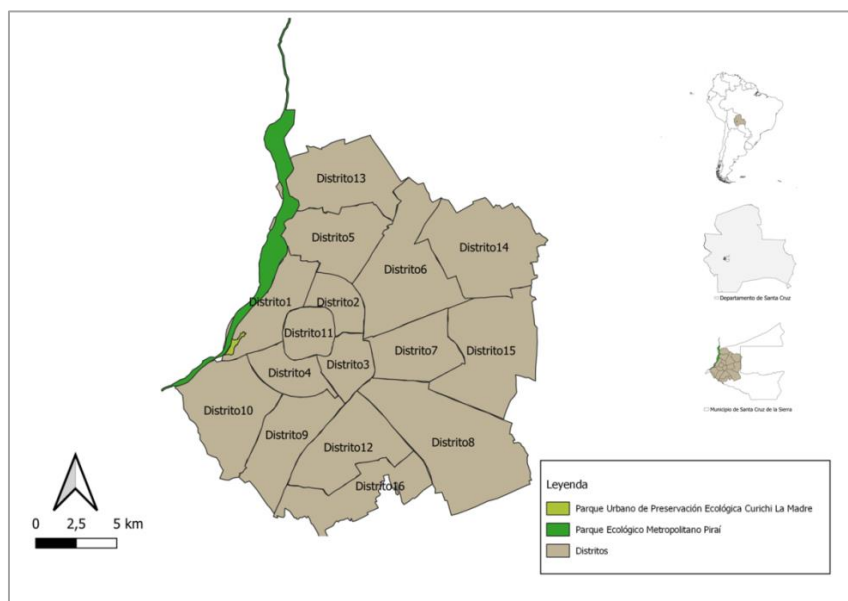 Distrito13
Distrito5
Distrito14
Distrito6
Distrito1
Distrito2
Distrito11
Distrito7
Distrito15
Distrito3
Distrito4
Distrito10
Distrito9
Distrito12
Distrito8
Distrito16
Departamento de Santa Cruz
Municipio de Santa Cruz de la Sierra
0 2,5 5 km
Leyenda
Parque Urbano de Preservación Ecológica Curichi La Madre
Parque Ecológico Metropolitano Piraí
Distritos